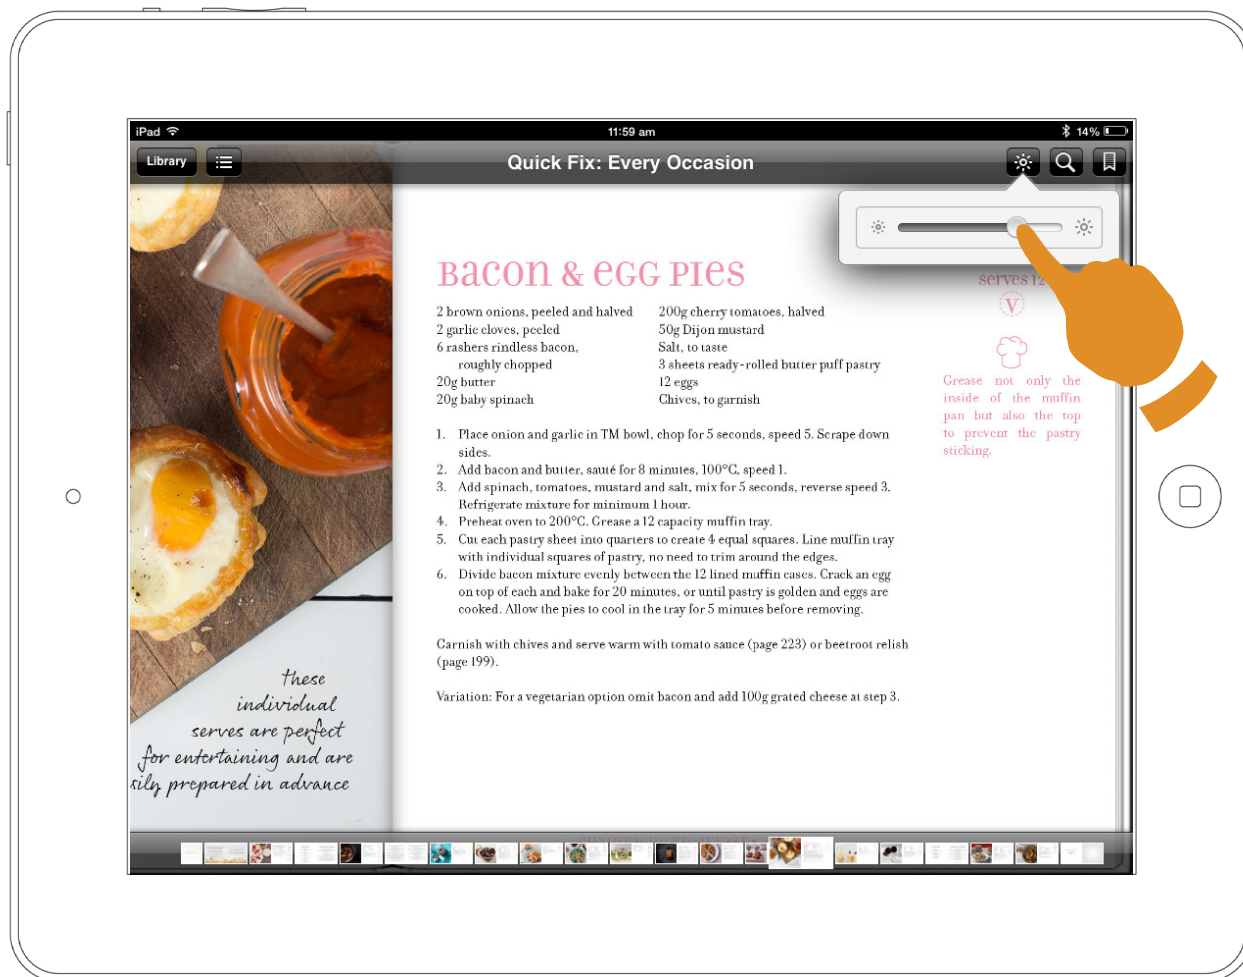 iPad
11:59 am
14%
Library
Quick Fix: Every Occasion
Bacon & egg pies
serves 12
V
2 brown onions, peeled and halved
2 garlic cloves, peeled
6 rashers rindless bacon,
roughly chopped
20g butter
20g baby spinach
200g cherry tomatoes, halved
50g Dijon mustard
Salt, to taste
3 sheets ready-rolled butter puff pastry
12 eggs
Chives, to garnish
Grease not only the
inside of the muffin
pan but also the top
to prevent the pastry
sticking.
1. Place onion and garlic in TM bowl, chop for 5 seconds, speed 5. Scrape down
sides.
2. Add bacon and butter, sauté for 8 minutes, 100°C, speed 1.
3. Add spinach, tomatoes, mustard and salt, mix for 5 seconds, reverse speed 3.
Refrigerate mixture for minimum 1 hour.
4. Preheat oven to 200°C. Grease a 12 capacity muffin tray.
5. Cut each pastry sheet into quarters to create 4 equal squares. Line muffin tray
with individual squares of pastry, no need to trim around the edges.
6. Divide bacon mixture evenly between the 12 lined muffin cases. Crack an egg
on top of each and bake for 20 minutes, or until pastry is golden and eggs are
cooked. Allow the pies to cool in the tray for 5 minutes before removing.
Garnish with chives and serve warm with tomato sauce (page 223) or beetroot relish
(page 199).
Variation: For a vegetarian option omit bacon and add 100g grated cheese at step 3.
these
individual
serves are perfect
for entertaining and are
sily prepared in advance